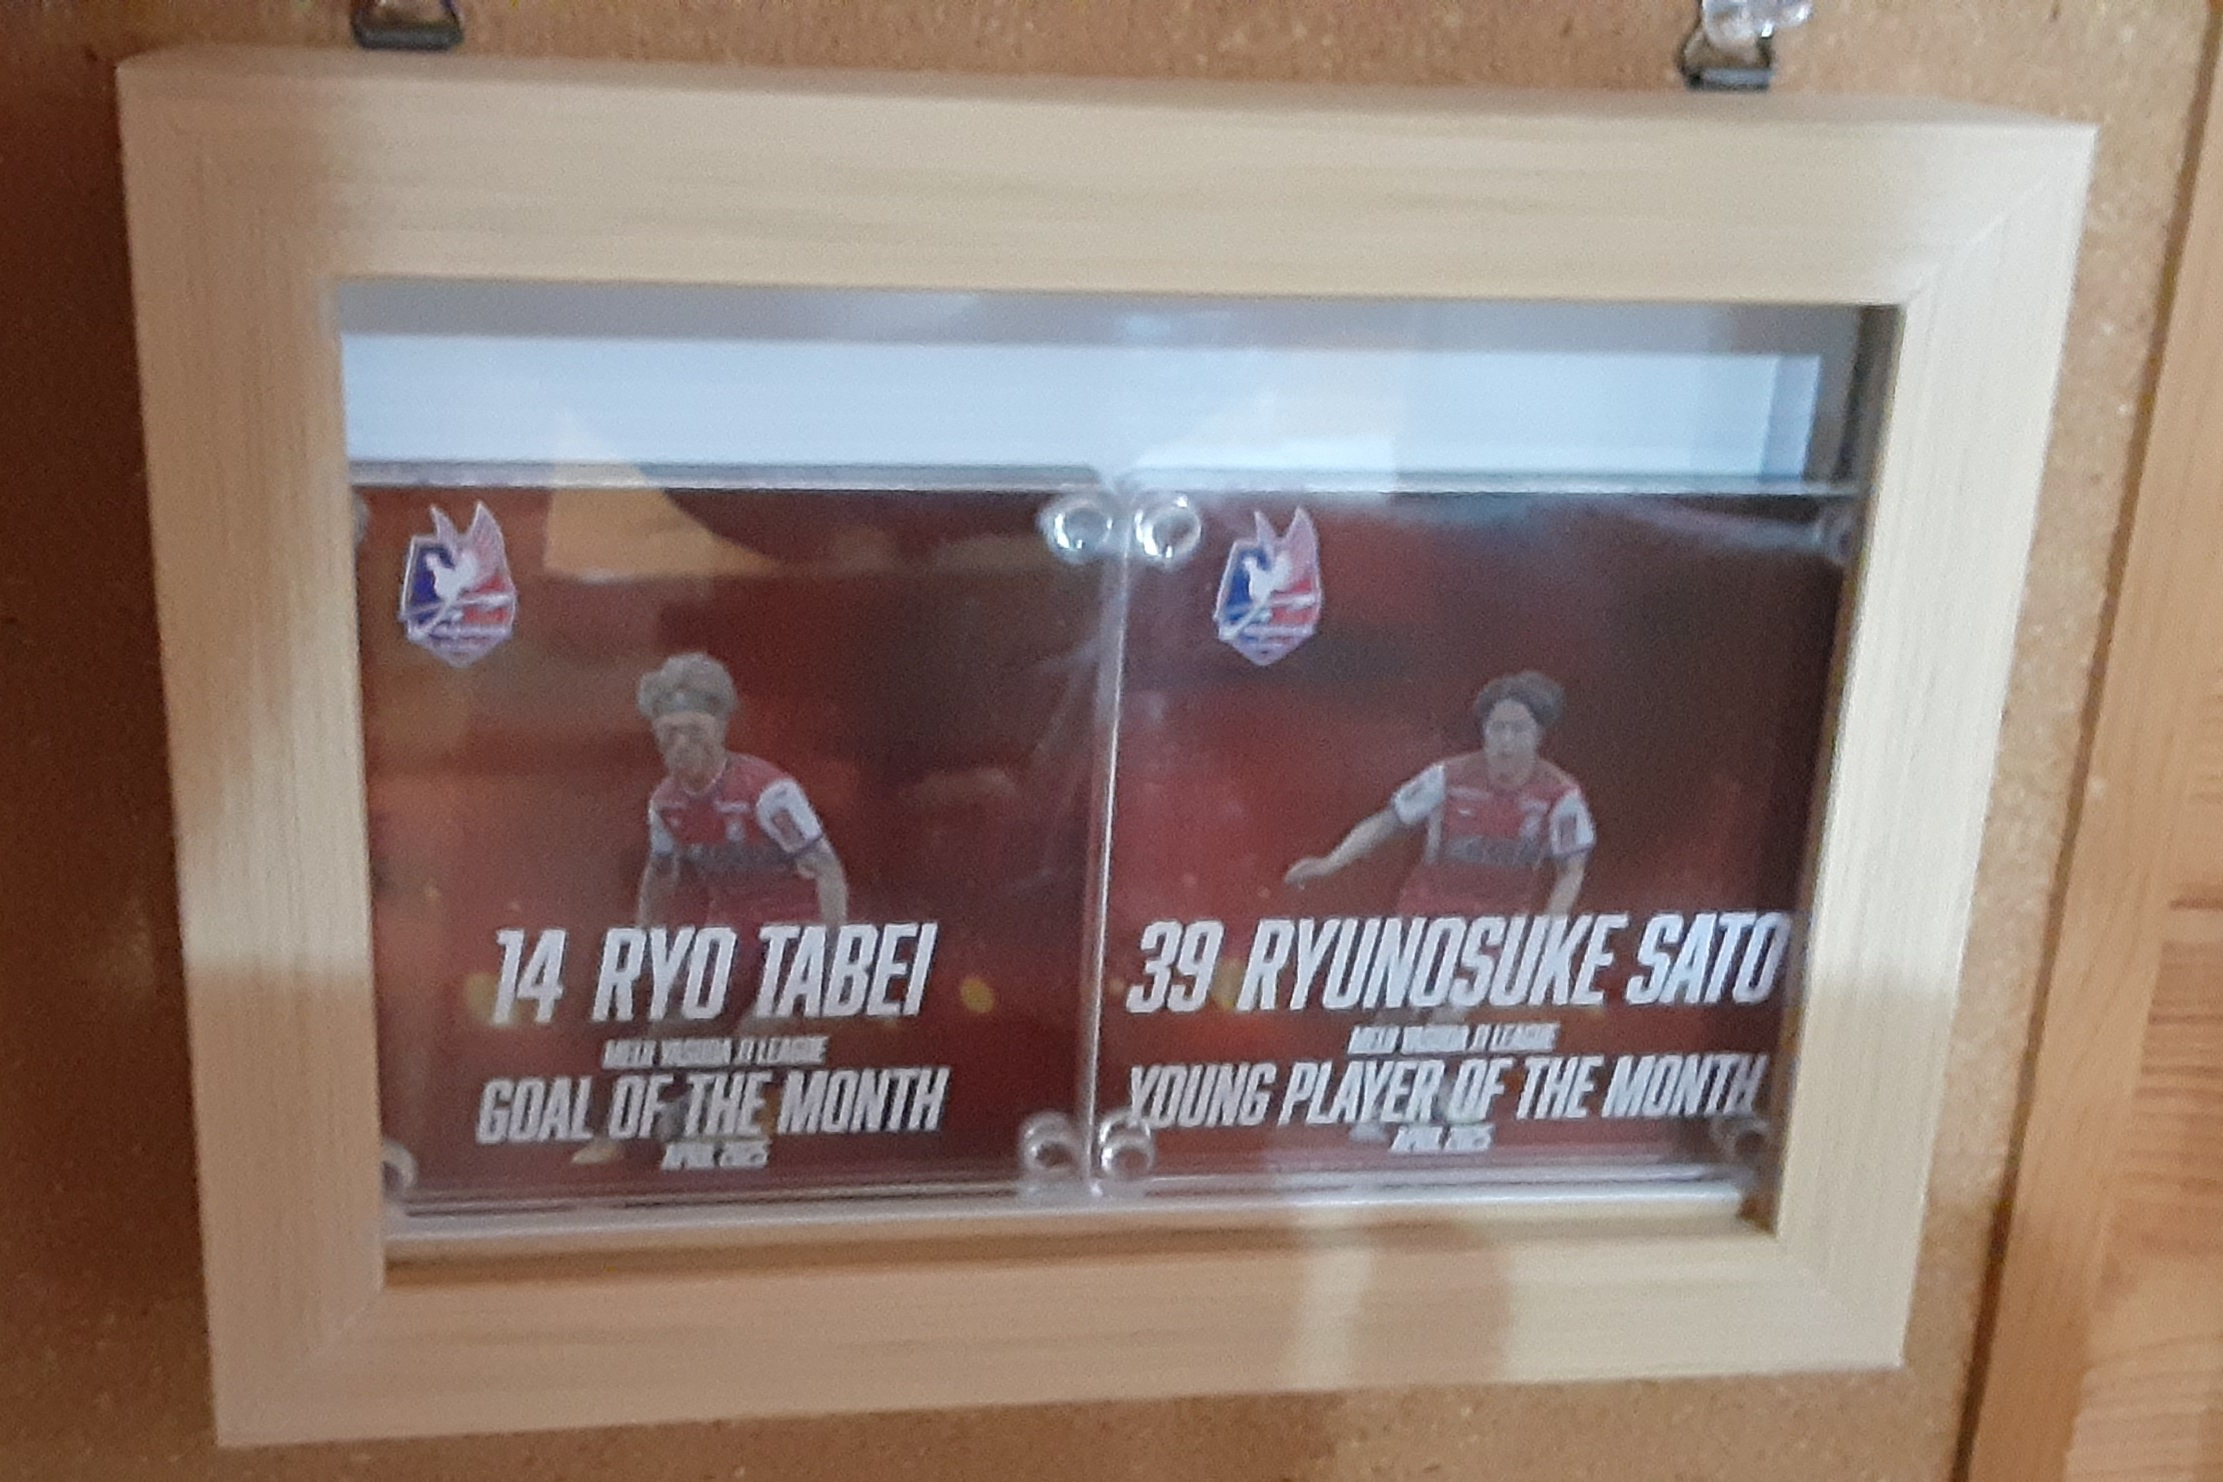 14 RYO TABEI
MEIJI YASUDA J1 LEAGUE
GOAL OF THE MONTH
APRIL 2025
39 RYUNOSUKE SATO
MEIJI YASUDA J1 LEAGUE
YOUNG PLAYER OF THE MONTH
APRIL 2025